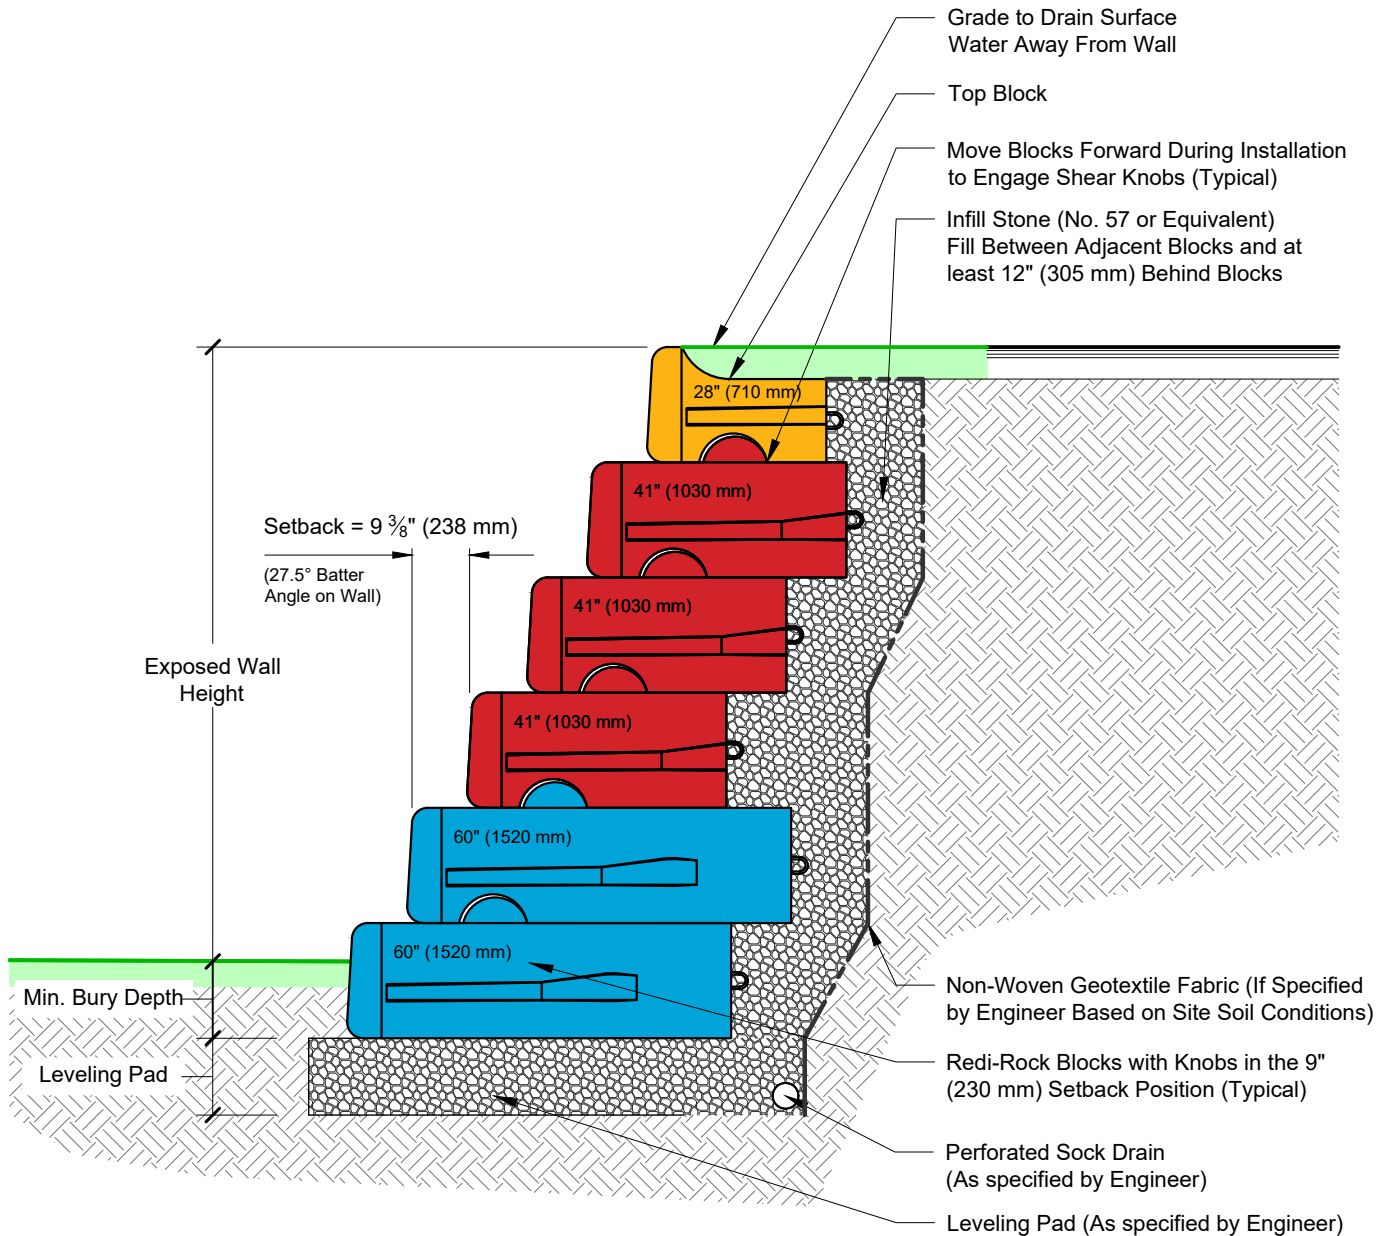 Grade to Drain Surface
Water Away From Wall
Top Block
Move Blocks Forward During Installation
to Engage Shear Knobs (Typical)
Infill Stone (No. 57 or Equivalent)
Fill Between Adjacent Blocks and at
least 12" (305 mm) Behind Blocks
28" (710 mm)
41" (1030 mm)
Setback = 9 3⁄8" (238 mm)
(27.5° Batter
Angle on Wall)
41" (1030 mm)
Exposed Wall
Height
41" (1030 mm)
60" (1520 mm)
60" (1520 mm)
Min. Bury Depth
Non-Woven Geotextile Fabric (If Specified
by Engineer Based on Site Soil Conditions)
Leveling Pad
Redi-Rock Blocks with Knobs in the 9"
(230 mm) Setback Position (Typical)
Perforated Sock Drain
(As specified by Engineer)
Leveling Pad (As specified by Engineer)